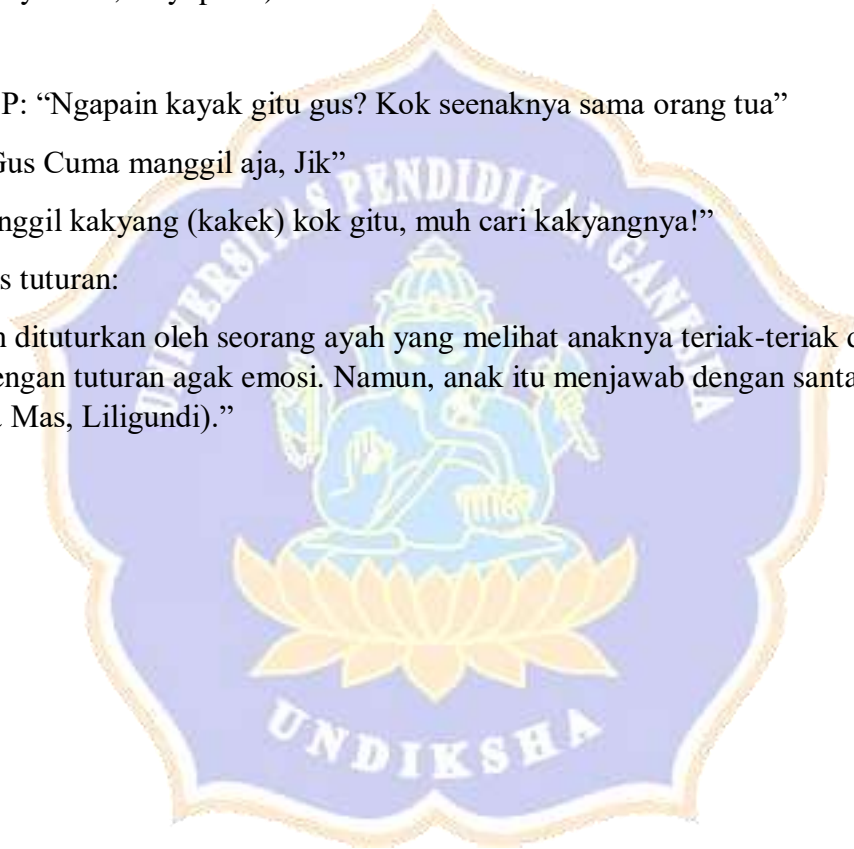 P: “Ngapain kayak gitu gus? Kok seenaknya sama orang tua”
Gus Cuma manggil aja, Jik”
nggil kakyang (kakek) kok gitu, muh cari kakyangnya!”
s tuturan:
n dituturkan oleh seorang ayah yang melihat anaknya teriak-teriak d
engan tuturan agak emosi. Namun, anak itu menjawab dengan santa
Mas, Liligundi).”
UNIVERSITAS PENDIDIKAN GANESHA
UNDIKSHA